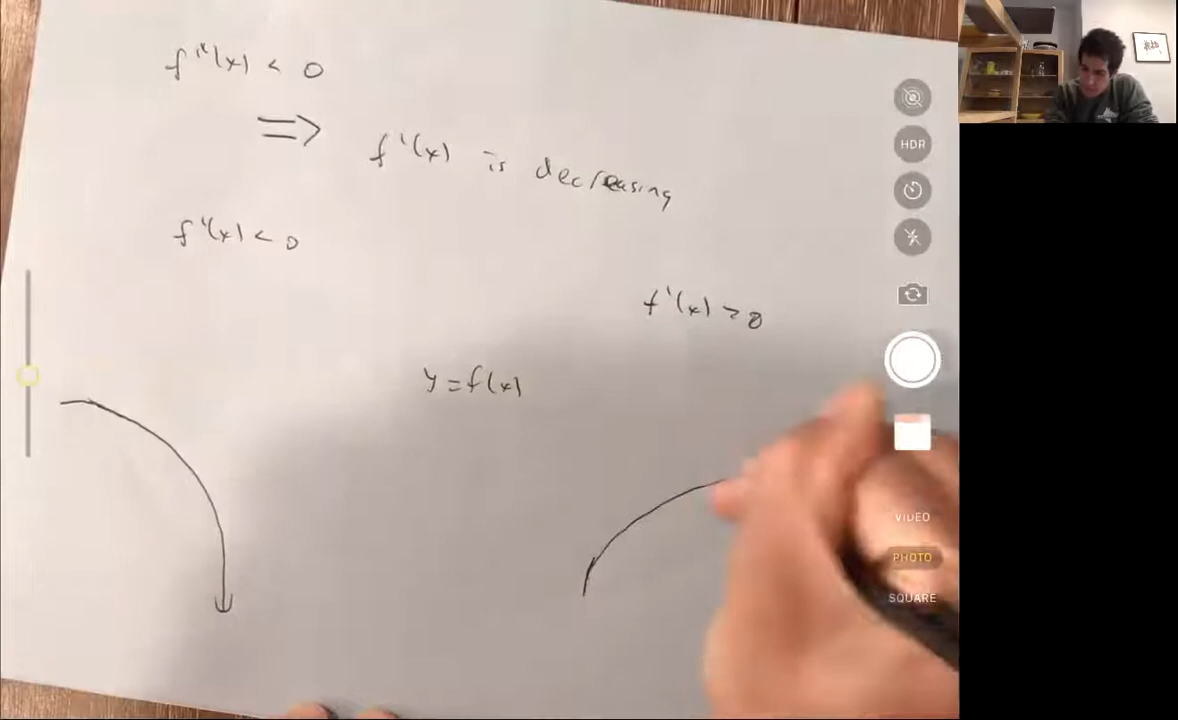 f''(x) < 0
⇒ f'(x) is decreasing
f'(x) < 0
f'(x) > 0
y = f(x)
HDR
VIDEO
PHOTO
SQUARE